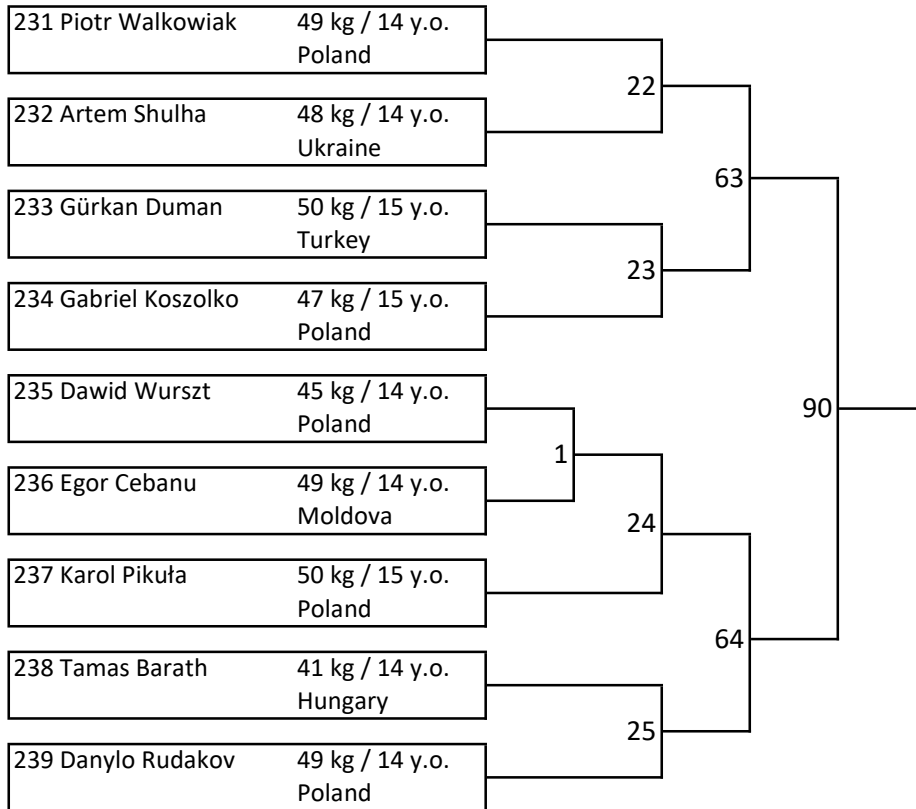 231 Piotr Walkowiak 49 kg / 14 y.o.
Poland
22
232 Artem Shulha 48 kg / 14 y.o.
Ukraine
63
233 Gürkan Duman 50 kg / 15 y.o.
Turkey
23
234 Gabriel Koszolko 47 kg / 15 y.o.
Poland
235 Dawid Wurszt 45 kg / 14 y.o.
Poland
90
1
236 Egor Cebanu 49 kg / 14 y.o.
Moldova
24
237 Karol Pikuła 50 kg / 15 y.o.
Poland
64
238 Tamas Barath 41 kg / 14 y.o.
Hungary
25
239 Danylo Rudakov 49 kg / 14 y.o.
Poland